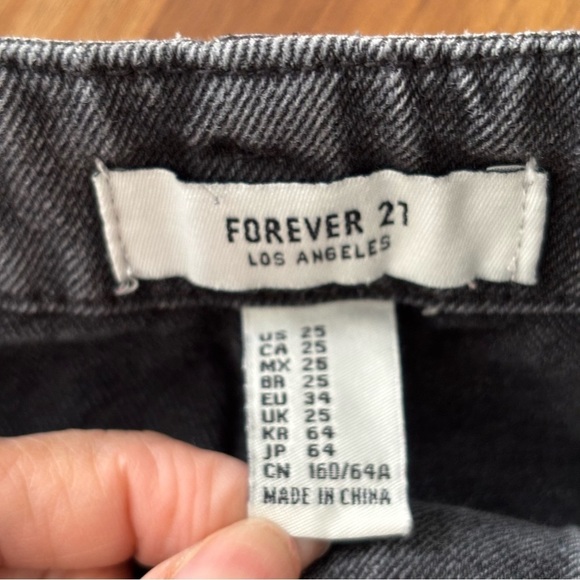 FOREVER 21
LOS ANGELES
US 25
CA 25
MX 25
BR 25
EU 34
UK 25
KR 64
JP 64
CN 160/64A
MADE IN CHINA